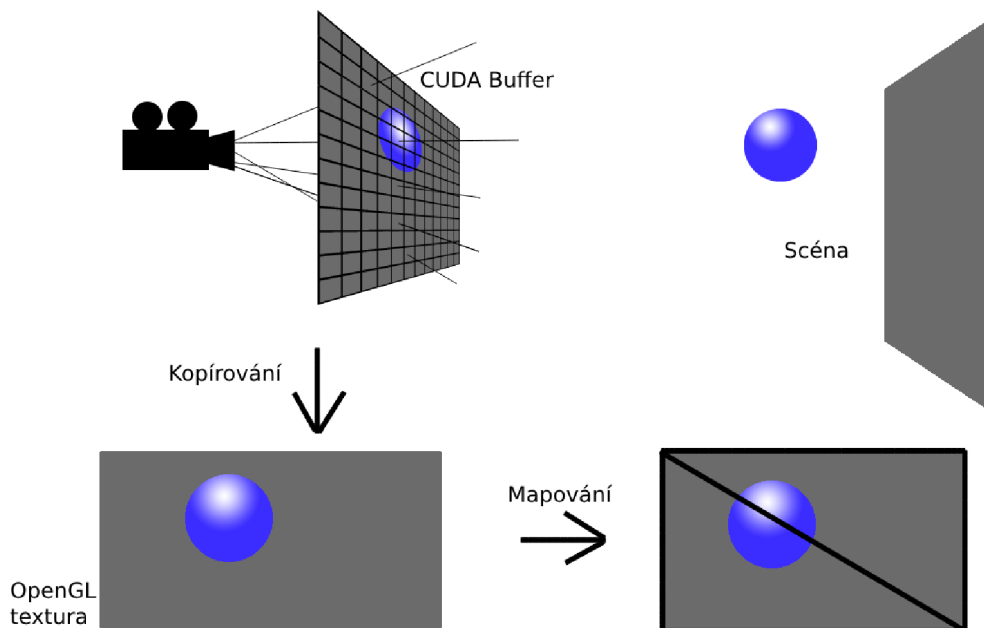 CUDA Buffer
Scéna
Kopírování
Mapování
OpenGL
textura